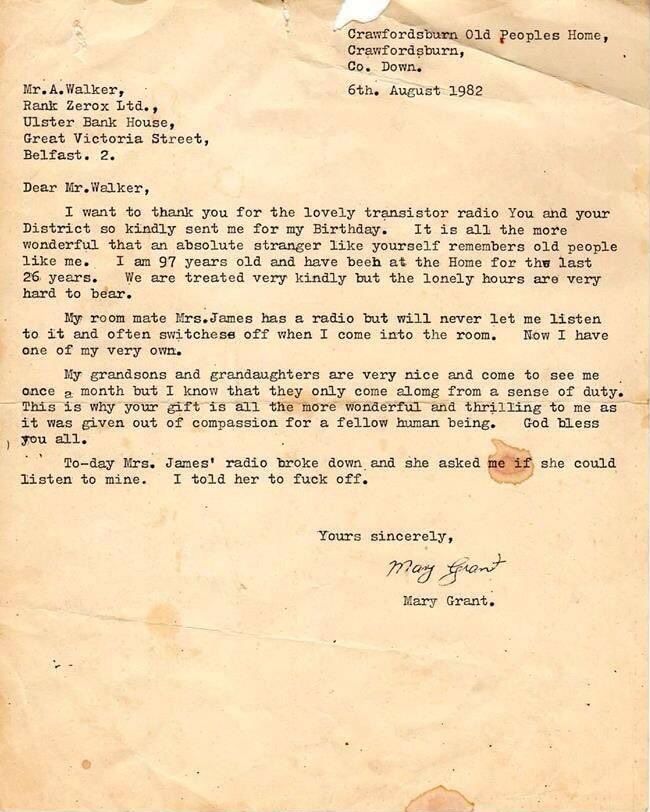 Crawfordsburn Old Peoples Home,
Crawfordsburn,
Co. Down.
6th. August 1982
Mr.A.Walker,
Rank Zerox Ltd.,
Ulster Bank House,
Great Victoria Street,
Belfast. 2.
Dear Mr.Walker,
I want to thank you for the lovely transistor radio You and your
District so kindly sent me for my Birthday. It is all the more
wonderful that an absolute stranger like yourself remembers old people
like me. I am 97 years old and have beeh at the Home for the last
26 years. We are treated very kindly but the lonely hours are very
hard to bear.
My room mate Mrs.James has a radio but will never let me listen
to it and often switchess off when I come into the room. Now I have
one of my very own.
My grandsons and grandaughters are very nice and come to see me
once a month but I know that they only come alomg from a sense of duty.
This is why your gift is all the more wonderful and thrilling to me as
it was given out of compassion for a fellow human being. God bless
you all.
To-day Mrs. James' radio broke down and she asked me if she could
listen to mine. I told her to fuck off.
Yours sincerely,
Mary Grant
Mary Grant.